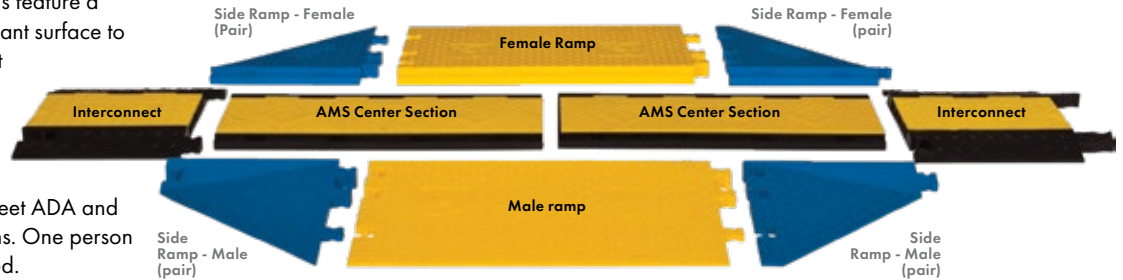 s feature a
ant surface to
t
eet ADA and
ns. One person
ed.
Side Ramp - Female
(Pair)
Female Ramp
Side Ramp - Female
(pair)
Interconnect
AMS Center Section
AMS Center Section
Interconnect
Side
Ramp - Male
(pair)
Male ramp
Side
Ramp - Male
(pair)